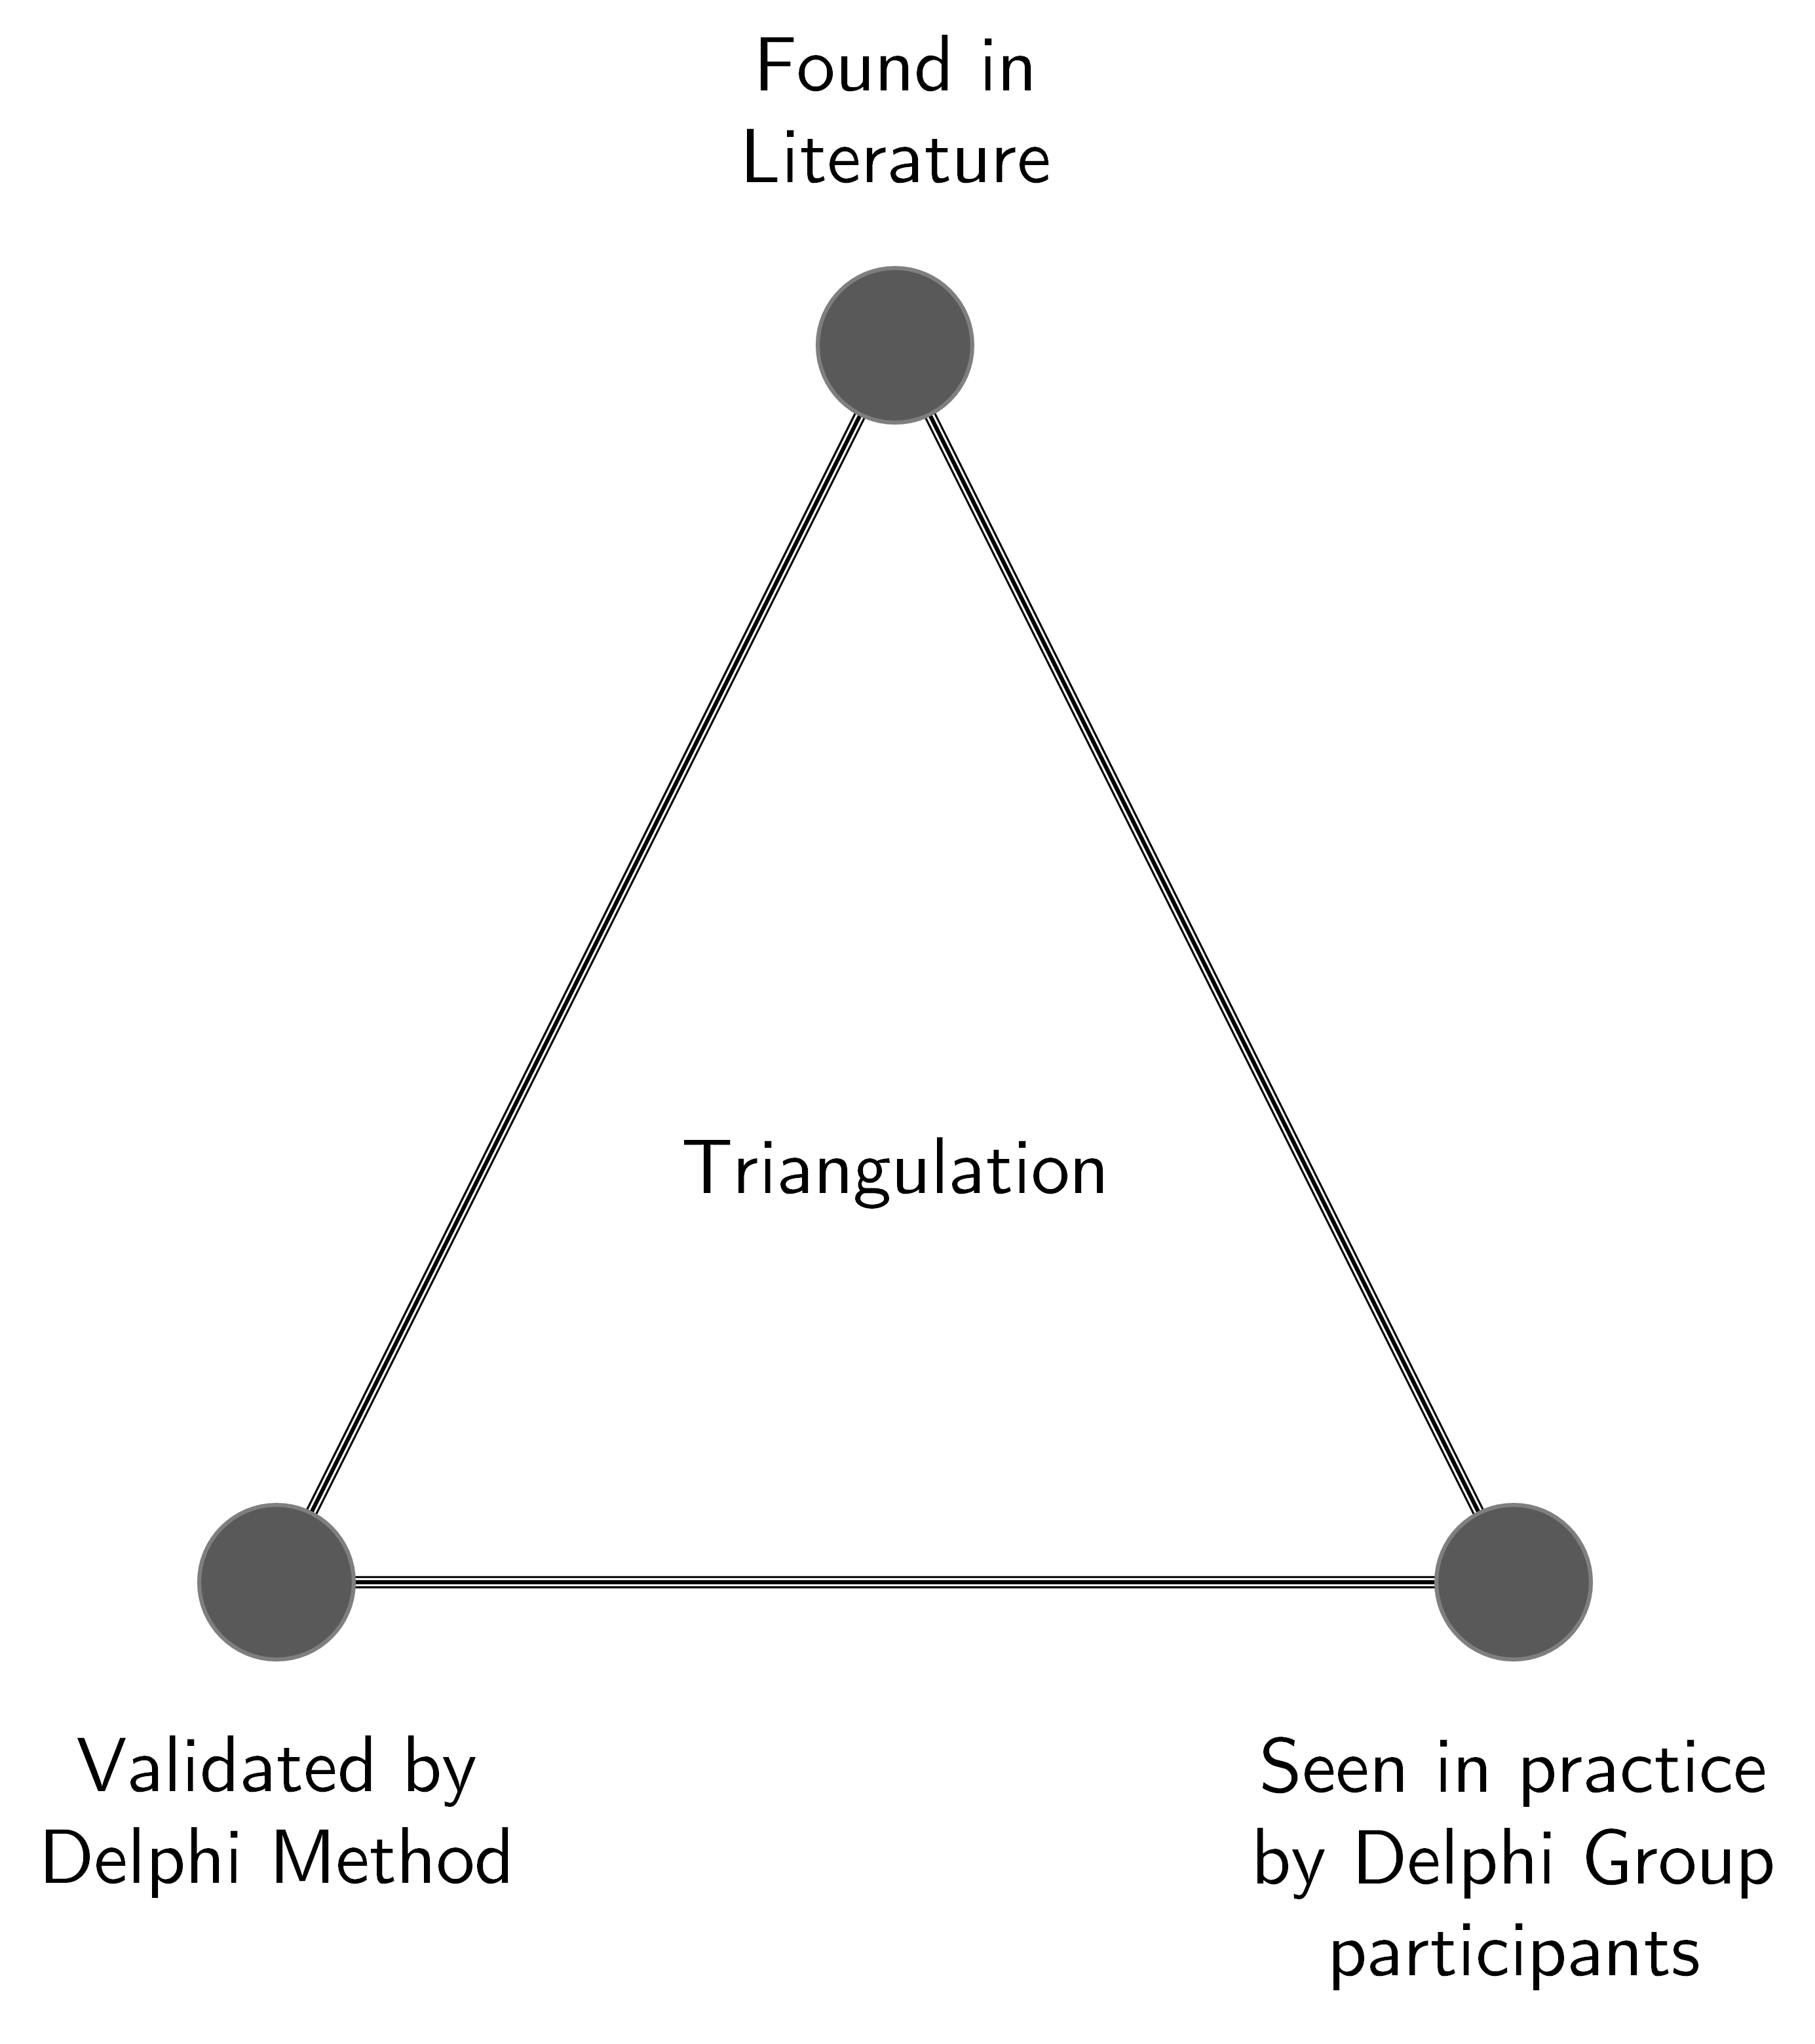 Found in
Literature
Triangulation
Validated by
Delphi Method
Seen in practice
by Delphi Group
participants